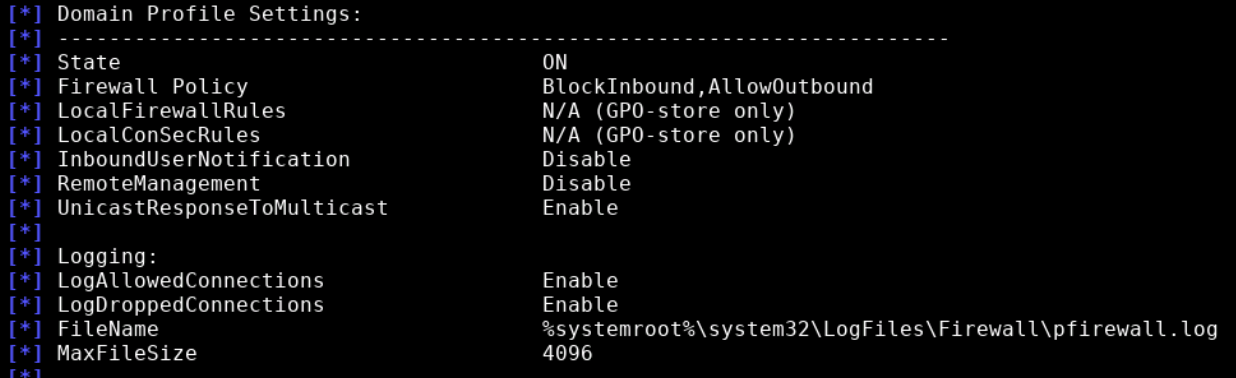 [*] Domain Profile Settings:
[*] ----------------------------------------------------------------------
[*] State ON
[*] Firewall Policy BlockInbound,AllowOutbound
[*] LocalFirewallRules N/A (GPO-store only)
[*] LocalConSecRules N/A (GPO-store only)
[*] InboundUserNotification Disable
[*] RemoteManagement Disable
[*] UnicastResponseToMulticast Enable
[*]
[*] Logging:
[*] LogAllowedConnections Enable
[*] LogDroppedConnections Enable
[*] FileName %systemroot%\system32\LogFiles\Firewall\pfirewall.log
[*] MaxFileSize 4096
[*]